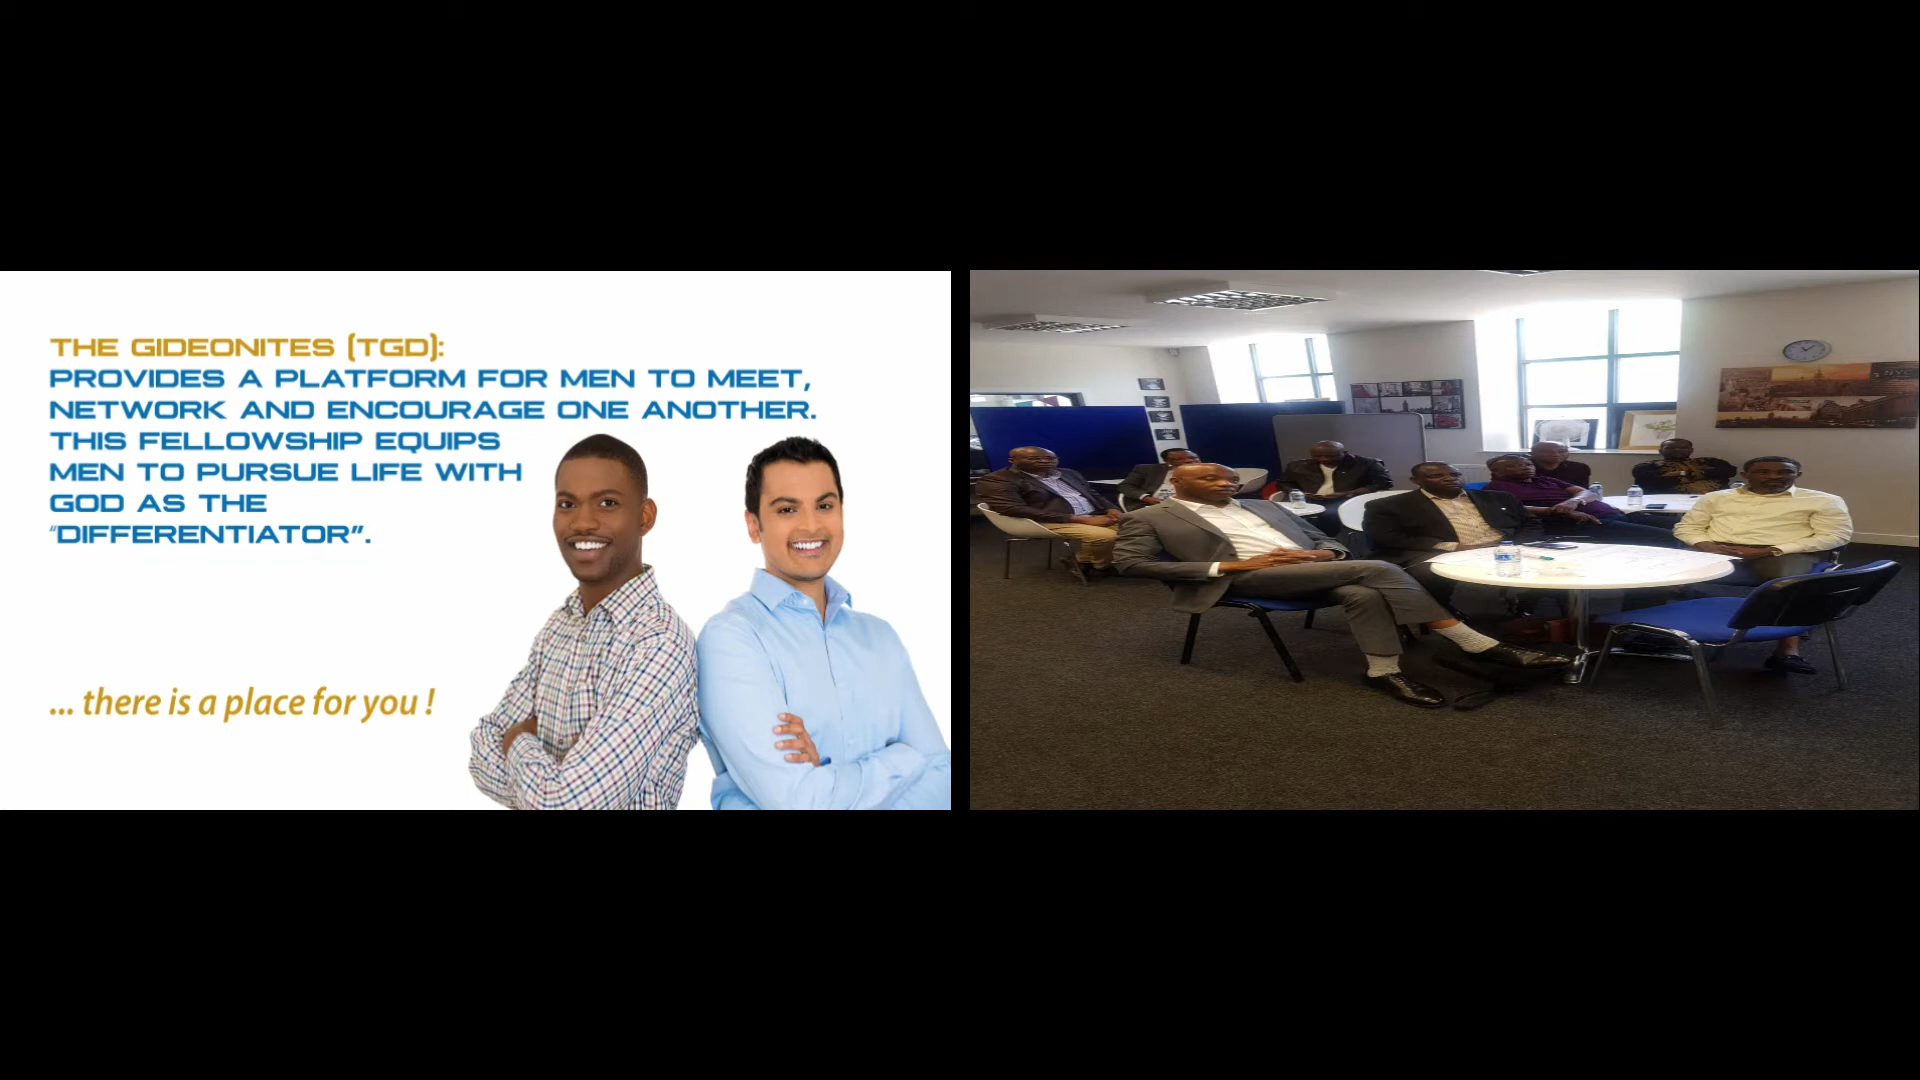 THE GIDEONITES (TGD):
PROVIDES A PLATFORM FOR MEN TO MEET,
NETWORK AND ENCOURAGE ONE ANOTHER.
THIS FELLOWSHIP EQUIPS
MEN TO PURSUE LIFE WITH
GOD AS THE
“DIFFERENTIATOR”.
... there is a place for you !